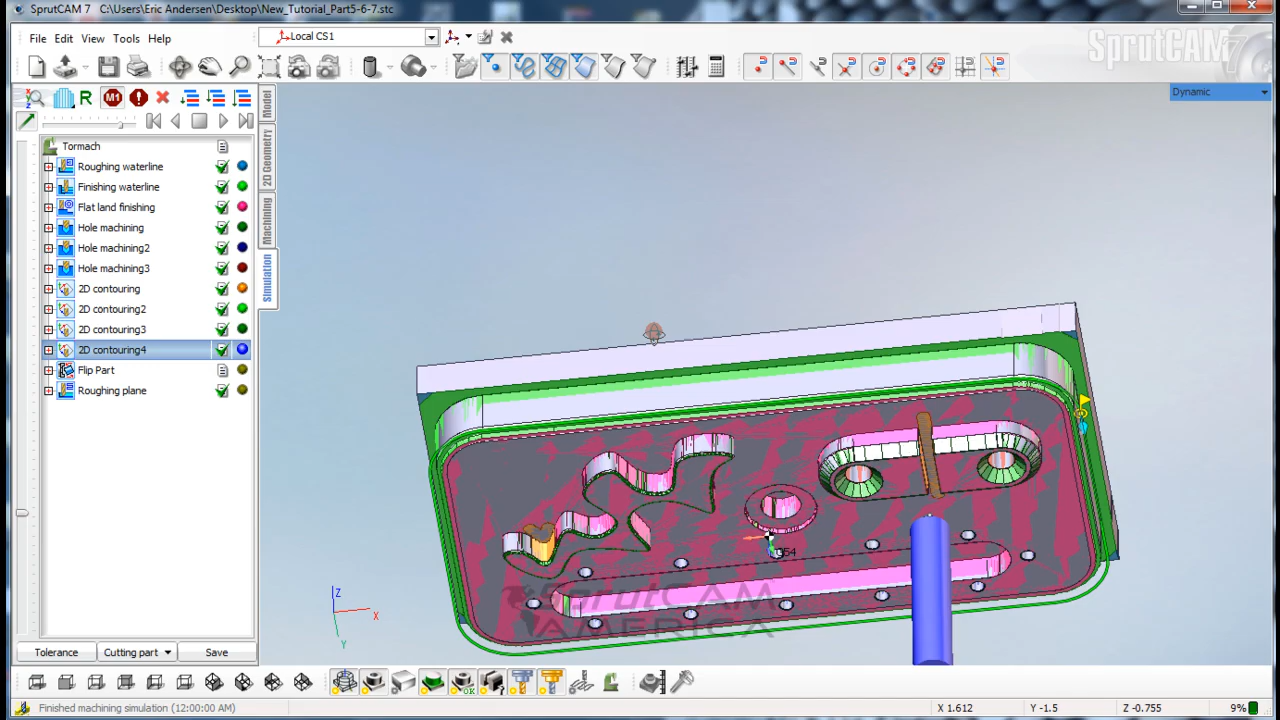 SprutCAM 7 C:\Users\Eric Andersen\Desktop\New_Tutorial_Part5-6-7.stc
File Edit View Tools Help
Local CS1
SprutCAM
Dynamic
R M1
Model
2D Geometry
Machining
Simulation
Tormach
Roughing waterline
Finishing waterline
Flat land finishing
Hole machining
Hole machining2
Hole machining3
2D contouring
2D contouring2
2D contouring3
2D contouring4
Flip Part
Roughing plane
G54
SprutCAM
AMERICA
Z
X
Y
Tolerance Cutting part Save
OK
Finished machining simulation (12:00:00 AM) X 1.612 Y -1.5 Z -0.755 9%